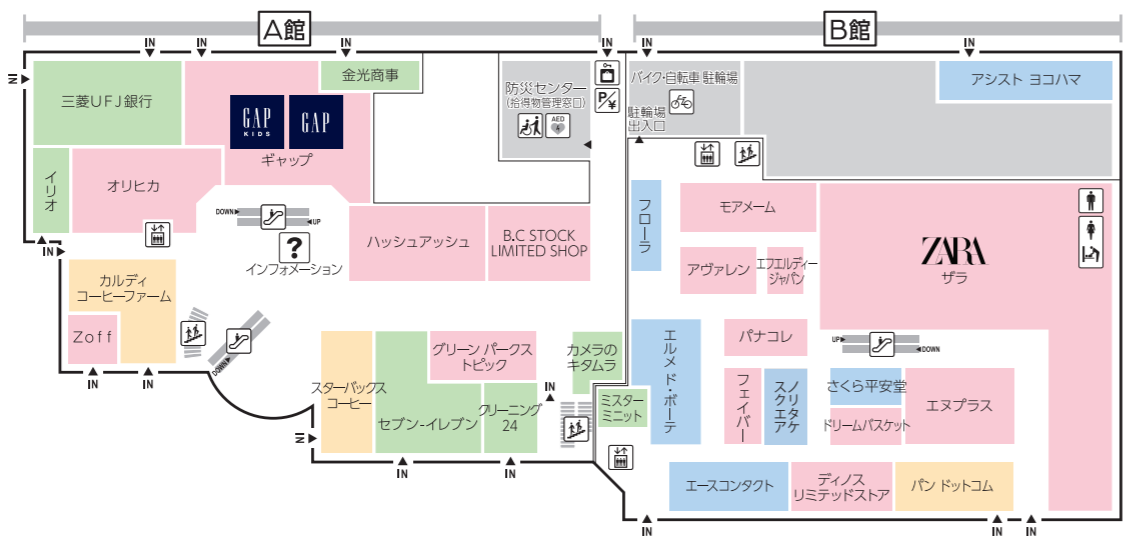 A館
B館
IN
IN
IN
IN
IN
IN
IN
三菱UFJ銀行
GAP
KIDS
GAP
ギャップ
金光商事
防災センター
(拾得物管理窓口)
AED
P/¥
バイク・自転車 駐輪場
駐輪場
出入口
アシスト ヨコハマ
イリオ
オリヒカ
DOWN
UP
?
インフォメーション
ハッシュアッシュ
B.C STOCK
LIMITED SHOP
フローラ
モアメーム
アヴァレン
エフエルディー
ジャパン
ZARA
ザラ
IN
カルディ
コーヒーファーム
Zoff
DOWN
IN
IN
スターバックス
コーヒー
IN
セブン-イレブン
グリーン パークス
トピック
クリーニング
24
カメラの
キタムラ
IN
ミスター
ミニット
IN
IN
エルメ ド・ボーテ
パナコレ
フェイバー
ノリタケ
スクエア
UP
DOWN
さくら平安堂
ドリームバスケット
エヌプラス
エースコンタクト
ディノス
リミテッドストア
パン ドットコム
IN
IN
IN